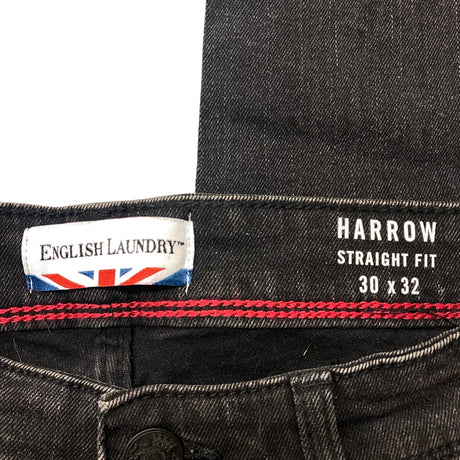 ENGLISH LAUNDRY™
HARROW
STRAIGHT FIT
30 x 32